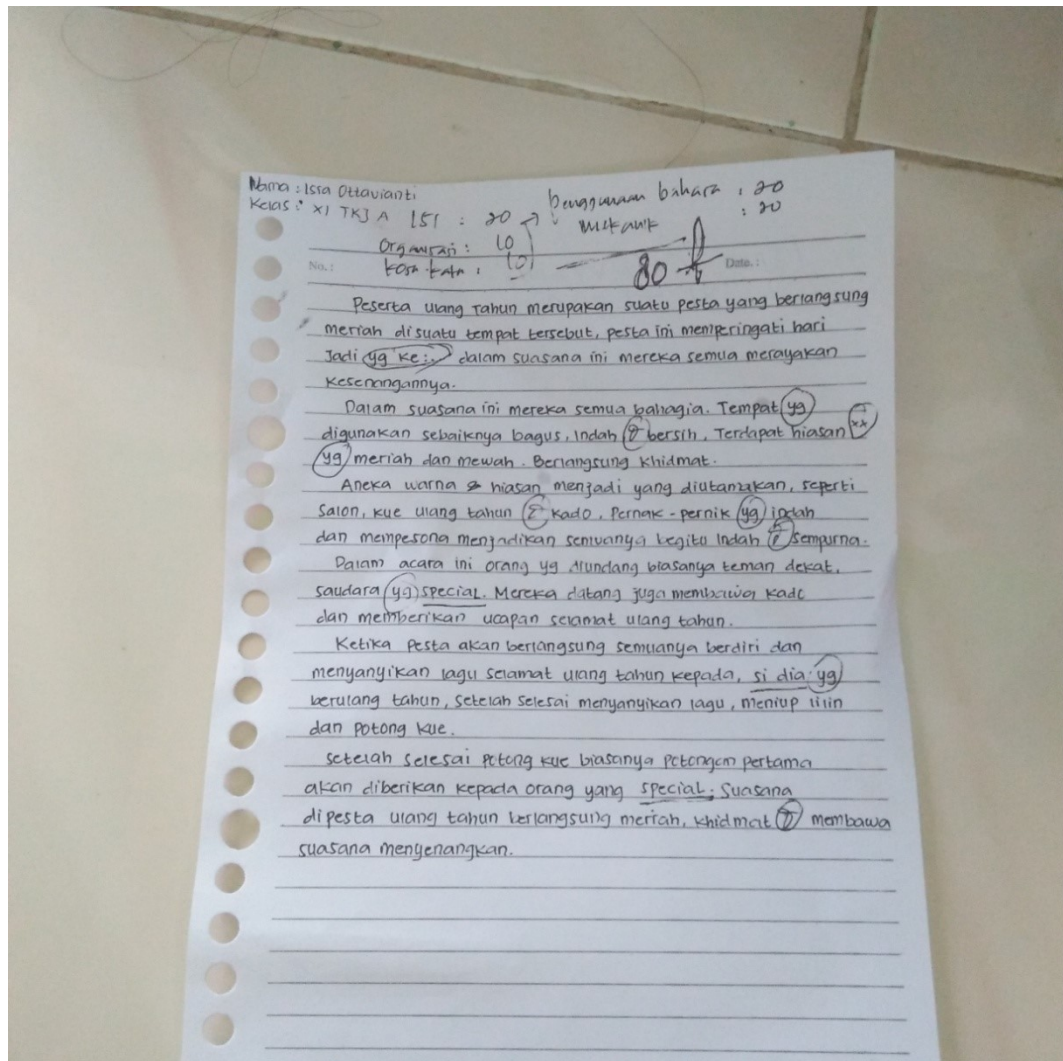 Nama : Issa Ottavianti
Kelas : XI TKJ A
ISI : 20
Penggunaan bahasa : 20
Mekanik : 20
Organisasi : 10
kosa kata : 10
80
No. : Date. :
Peserta ulang Tahun merupakan suatu pesta yang berlangsung
meriah disuatu tempat tersebut, pesta ini memperingati hari
Jadi yg ke... dalam suasana ini mereka semua merayakan
Kesenangannya.
Dalam suasana ini mereka semua bahagia. Tempat yg
digunakan sebaiknya bagus, Indah & bersih, Terdapat hiasan xx
yg meriah dan mewah. Berlangsung khidmat.
Aneka warna & hiasan menjadi yang diutamakan, seperti
salon, kue ulang tahun & kado, Pernak-pernik yg indah
dan mempesona menjadikan semuanya begitu Indah & sempurna.
Dalam acara ini orang yg diundang biasanya teman dekat,
saudara yg special. Mereka datang juga membawa kado
dan memberikan ucapan selamat ulang tahun.
Ketika Pesta akan berlangsung semuanya berdiri dan
menyanyikan lagu selamat ulang tahun kepada, si dia yg
berulang tahun, setelah selesai menyanyikan lagu, meniup lilin
dan potong kue.
setelah selesai potong kue biasanya potongan pertama
akan diberikan kepada orang yang special. Suasana
dipesta ulang tahun berlangsung meriah, khidmat & membawa
suasana menyenangkan.